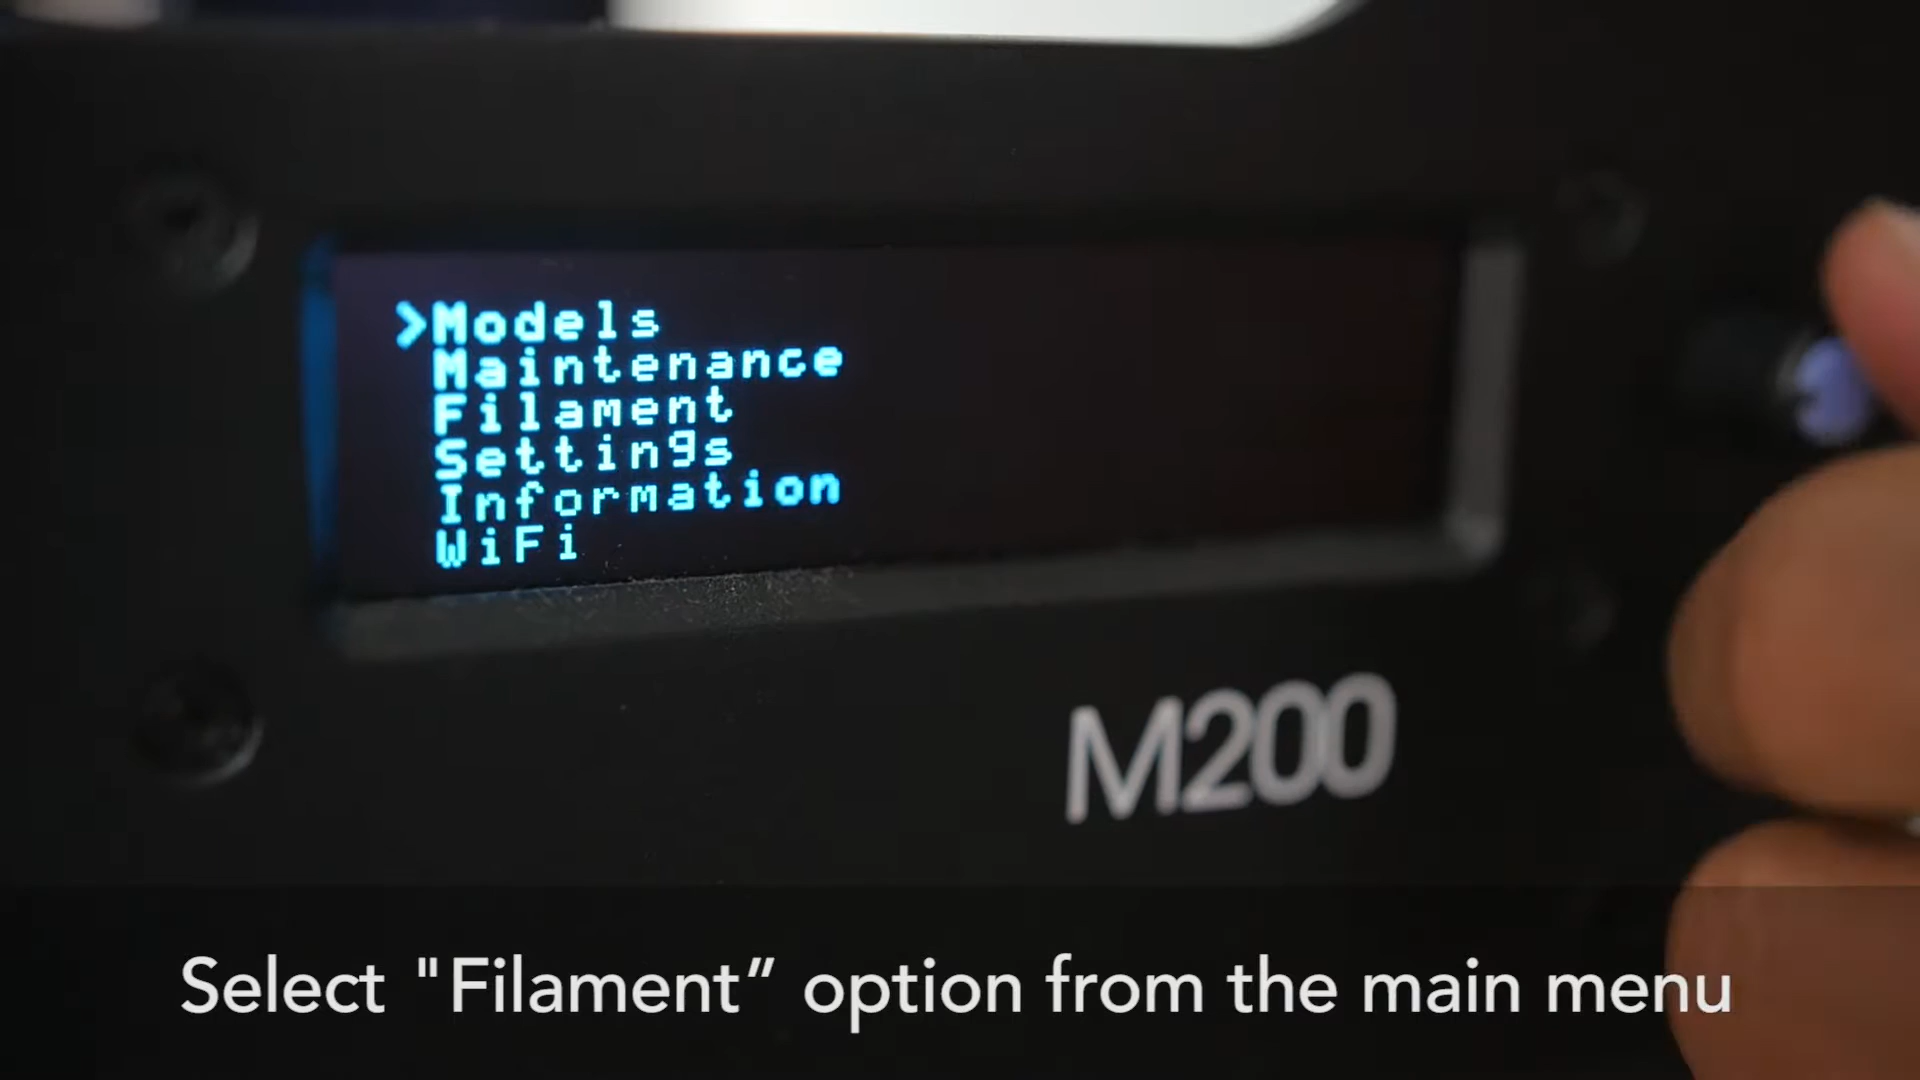 >Models
Maintenance
Filament
Settings
Information
WiFi
M200
Select "Filament” option from the main menu